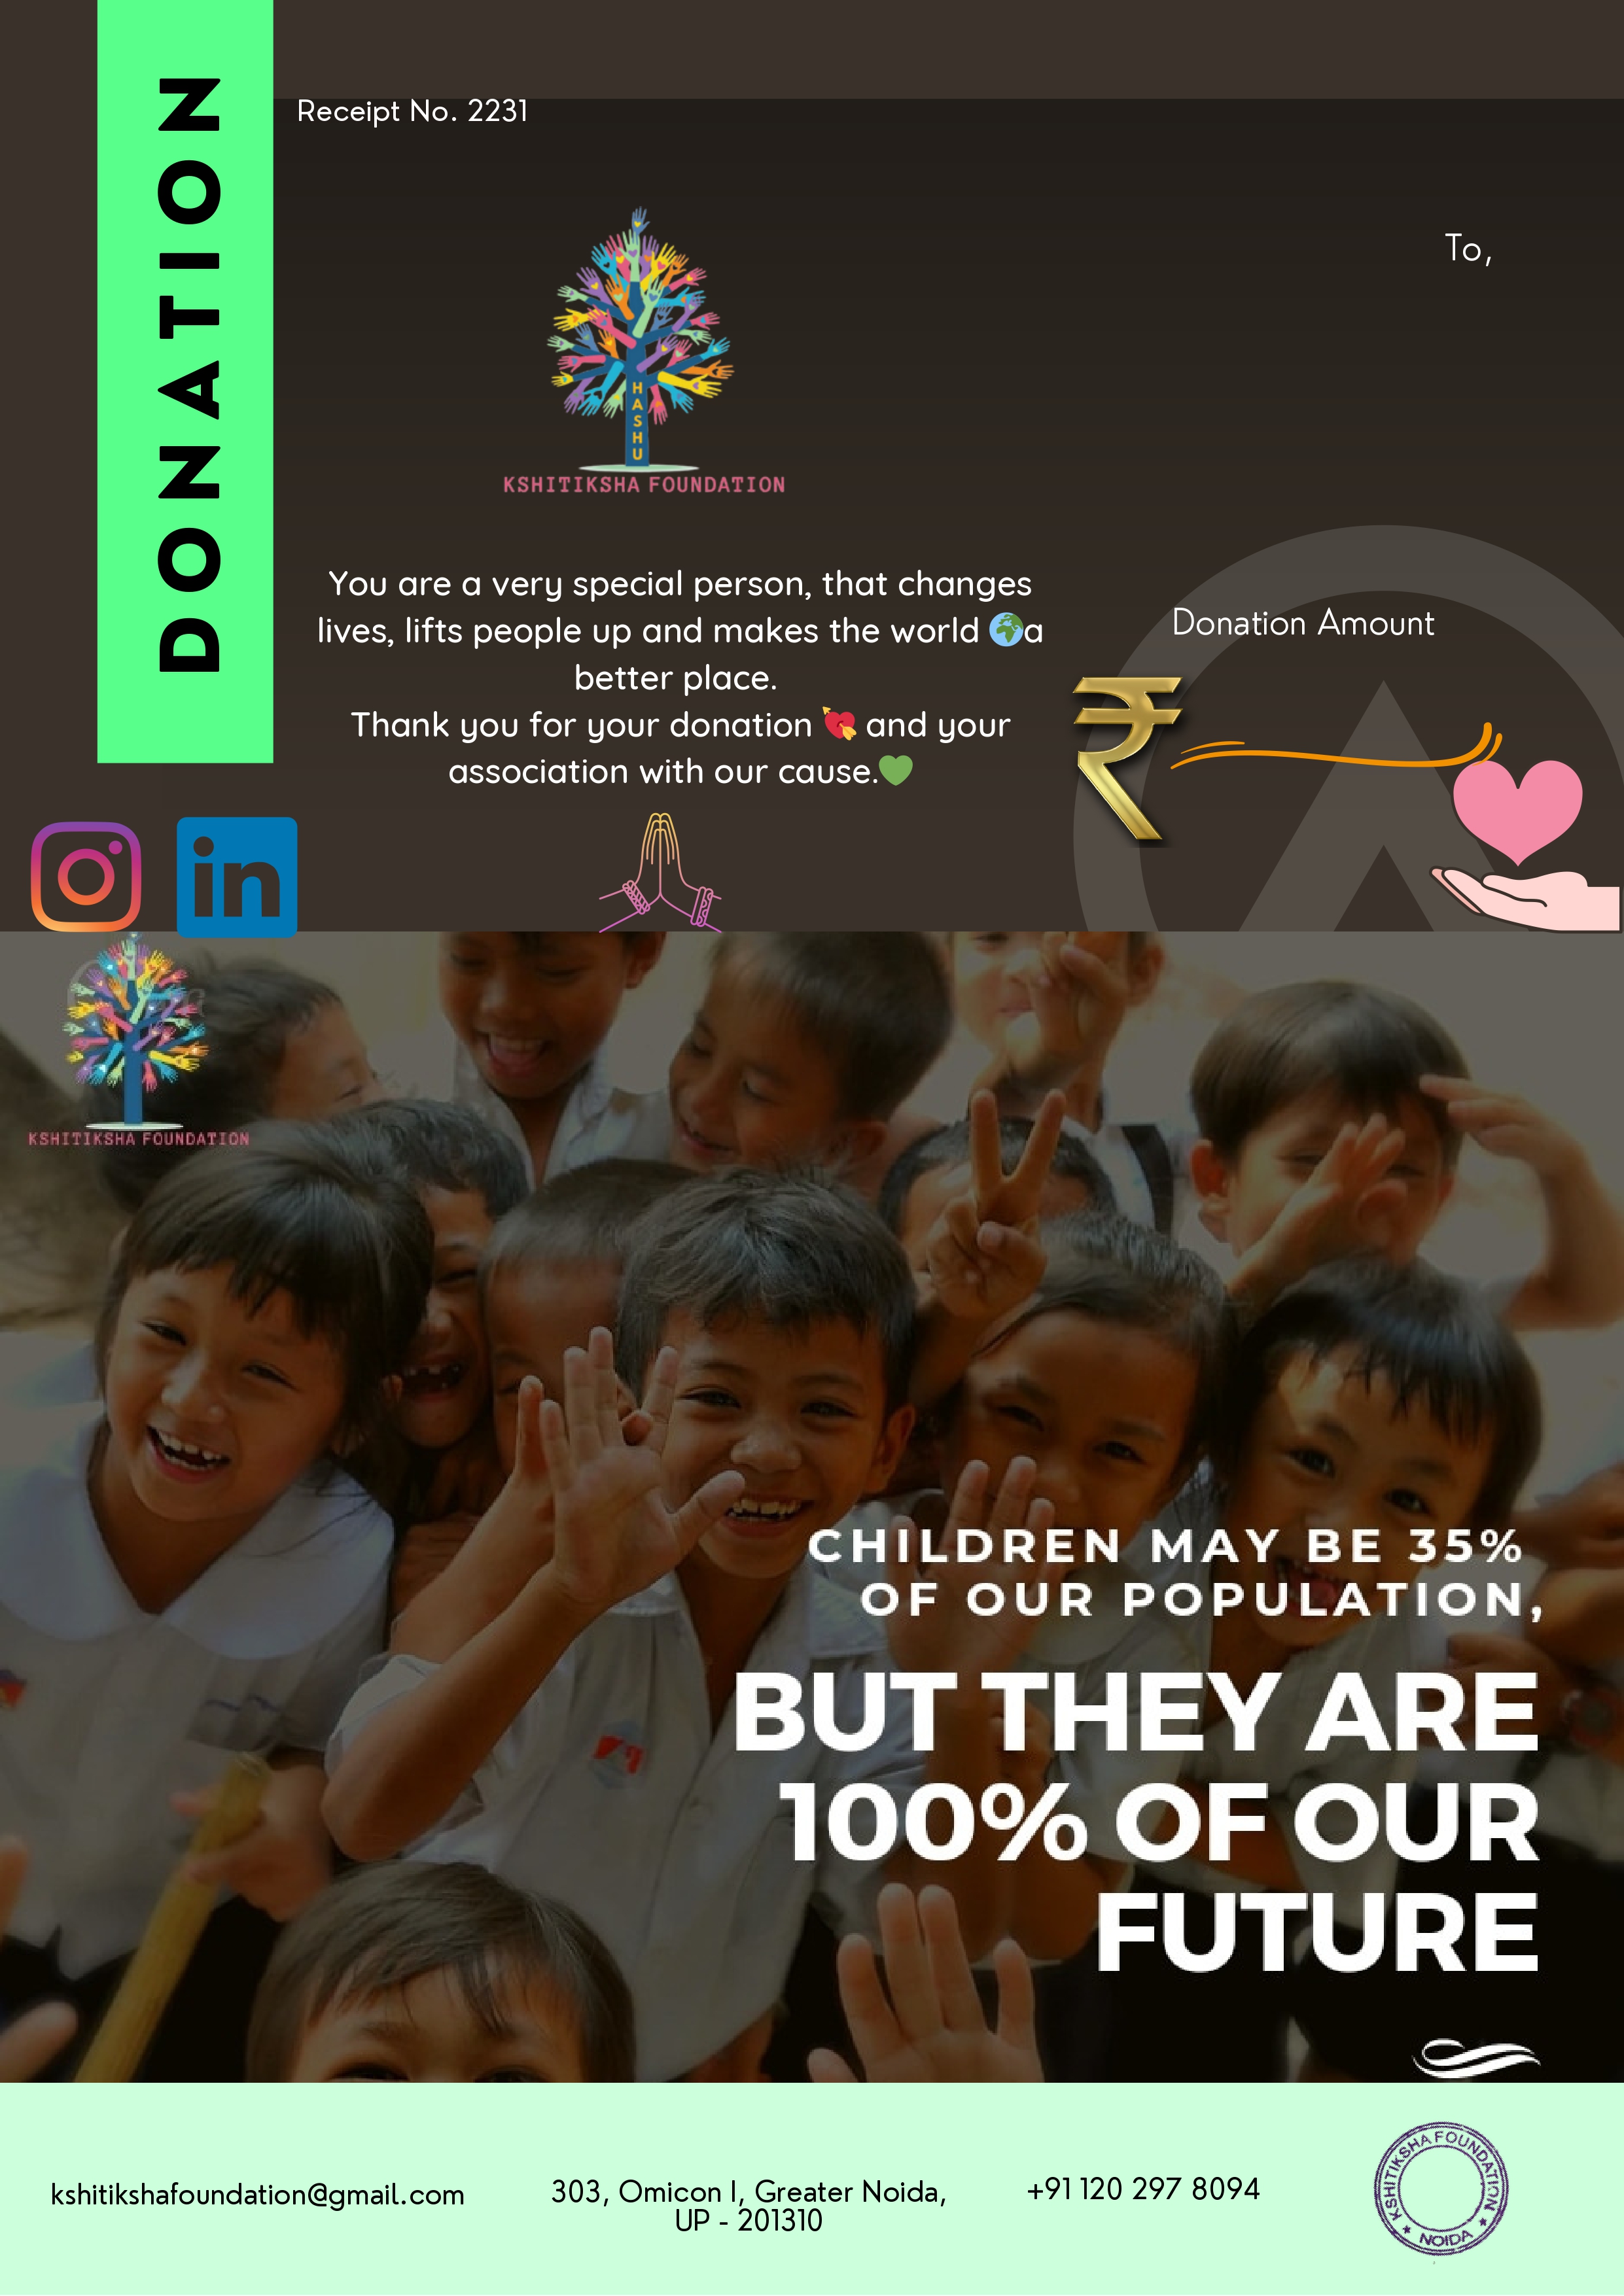 DONATION
Receipt No. 2231
To,
HASHU
KSHITIKSHA FOUNDATION
You are a very special person, that changes
lives, lifts people up and makes the world 🌍a
better place.
Thank you for your donation 💘 and your
association with our cause.💚
Donation Amount
₹
in
KSHITIKSHA FOUNDATION
CHILDREN MAY BE 35%
OF OUR POPULATION,
BUT THEY ARE
100% OF OUR
FUTURE
kshitikshafoundation@gmail.com
303, Omicon I, Greater Noida,
UP - 201310
+91 120 297 8094
KSHITIKSHA FOUNDATION
★ NOIDA ★